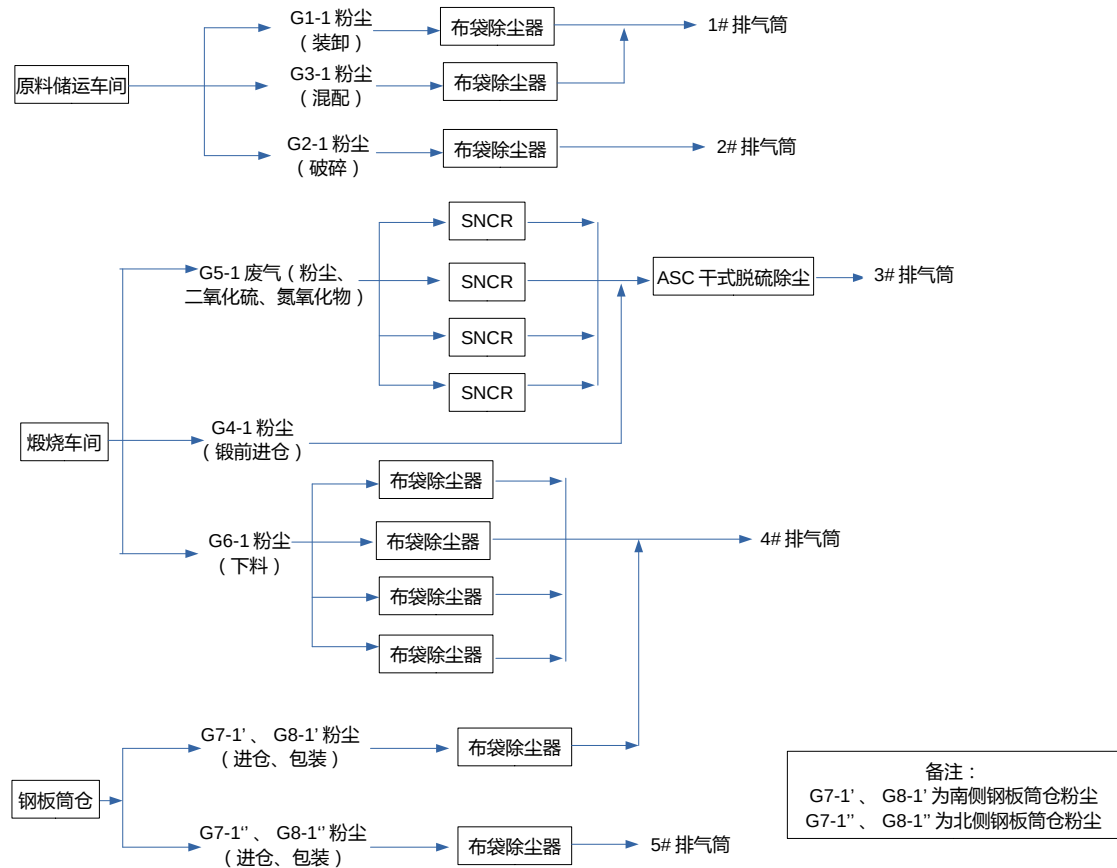 G1-1 粉尘
（装卸）
布袋除尘器
1# 排气筒
原料储运车间
G3-1 粉尘
（混配）
布袋除尘器
G2-1 粉尘
（破碎）
布袋除尘器
2# 排气筒
SNCR
G5-1 废气（粉尘、
二氧化硫、氮氧化物）
SNCR
ASC 干式脱硫除尘
3# 排气筒
SNCR
SNCR
煅烧车间
G4-1 粉尘
（锻前进仓）
布袋除尘器
G6-1 粉尘
（下料）
布袋除尘器
4# 排气筒
布袋除尘器
布袋除尘器
G7-1’ 、 G8-1’ 粉尘
（进仓、包装）
布袋除尘器
钢板筒仓
G7-1‘’ 、 G8-1‘’ 粉尘
（进仓、包装）
布袋除尘器
5# 排气筒
备注：
G7-1’ 、 G8-1’ 为南侧钢板筒仓粉尘
G7-1’’ 、 G8-1’’ 为北侧钢板筒仓粉尘